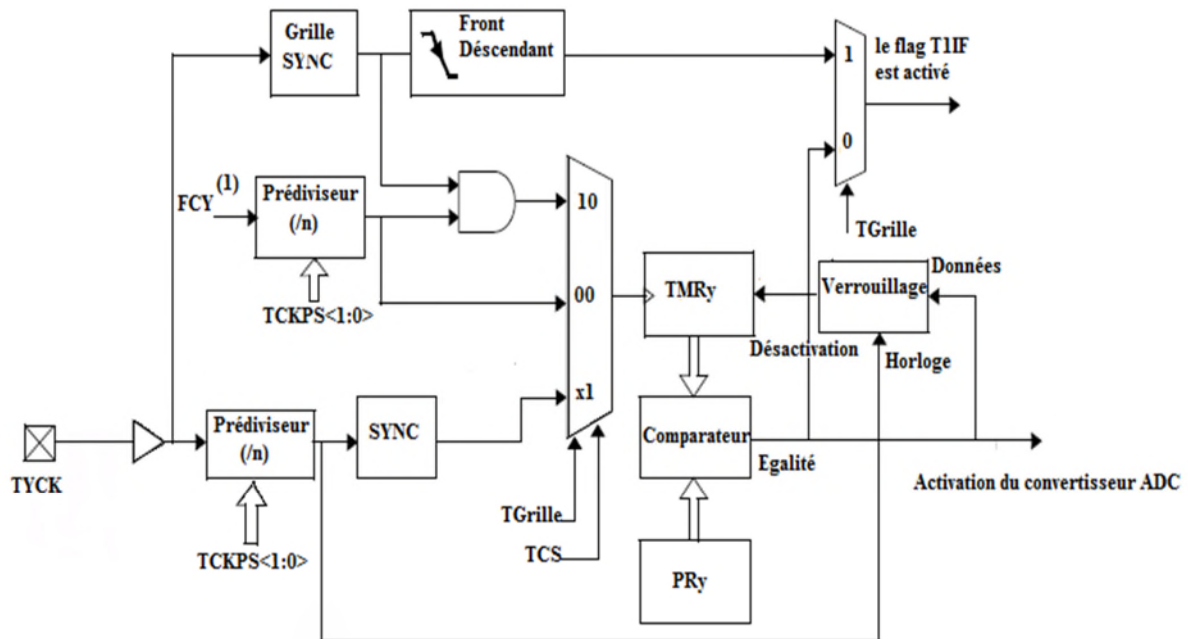 Grille
SYNC
Front
Déscendant
1
le flag T1IF
est activé
0
TGrille
FCY
(1)
Prédiviseur
(/n)
TCKPS<1:0>
10
00
x1
TMRy
Verrouillage
Données
Désactivation
Horloge
TYCK
Prédiviseur
(/n)
TCKPS<1:0>
SYNC
TGrille
TCS
Comparateur
Egalité
Activation du convertisseur ADC
PRy